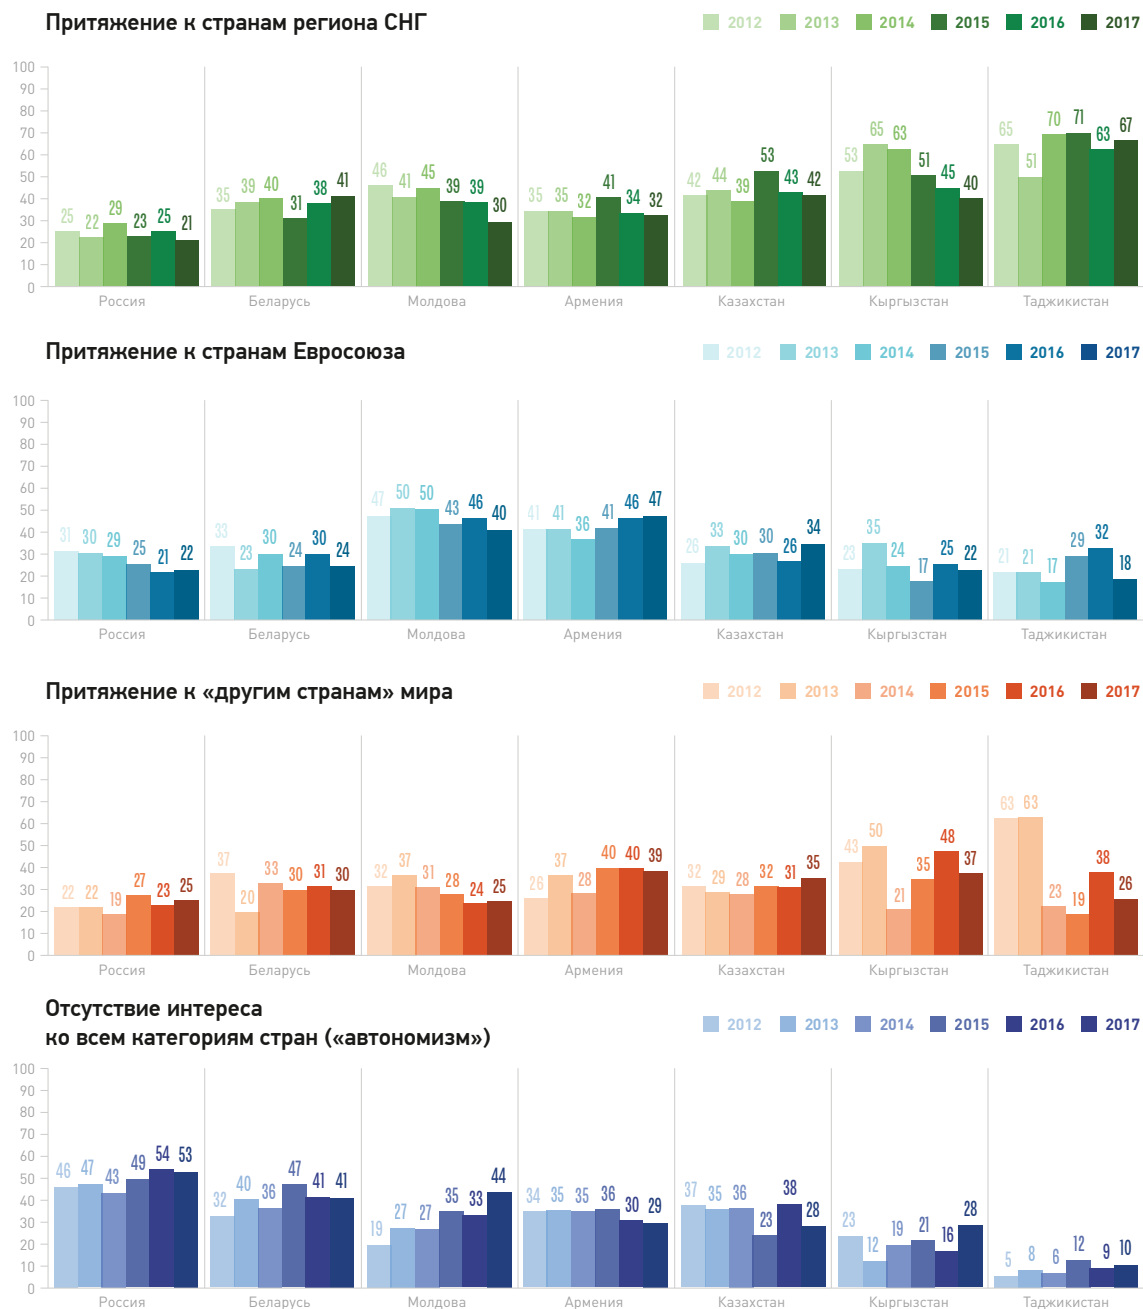 Притяжение к странам региона СНГ
2012 2013 2014 2015 2016 2017
100
90
80
70
60
50
40
30
20
10
0
25 22 29 23 25 21
35 39 40 31 38 41
46 41 45 39 39 30
35 35 32 41 34 32
42 44 39 53 43 42
53 65 63 51 45 40
65 51 70 71 63 67
Россия Беларусь Молдова Армения Казахстан Кыргызстан Таджикистан
Притяжение к странам Евросоюза
2012 2013 2014 2015 2016 2017
100
90
80
70
60
50
40
30
20
10
0
31 30 29 25 21 22
33 23 30 24 30 24
47 50 50 43 46 40
41 41 36 41 46 47
26 33 30 30 26 34
23 35 24 17 25 22
21 21 17 29 32 18
Россия Беларусь Молдова Армения Казахстан Кыргызстан Таджикистан
Притяжение к «другим странам» мира
2012 2013 2014 2015 2016 2017
100
90
80
70
60
50
40
30
20
10
0
22 22 19 27 23 25
37 20 33 30 31 30
32 37 31 28 24 25
26 37 28 40 40 39
32 29 28 32 31 35
43 50 21 35 48 37
63 63 23 19 38 26
Россия Беларусь Молдова Армения Казахстан Кыргызстан Таджикистан
Отсутствие интереса
ко всем категориям стран («автономизм»)
2012 2013 2014 2015 2016 2017
100
90
80
70
60
50
40
30
20
10
0
46 47 43 49 54 53
32 40 36 47 41 41
19 27 27 35 33 44
34 35 35 36 30 29
37 35 36 23 38 28
23 12 19 21 16 28
5 8 6 12 9 10
Россия Беларусь Молдова Армения Казахстан Кыргызстан Таджикистан